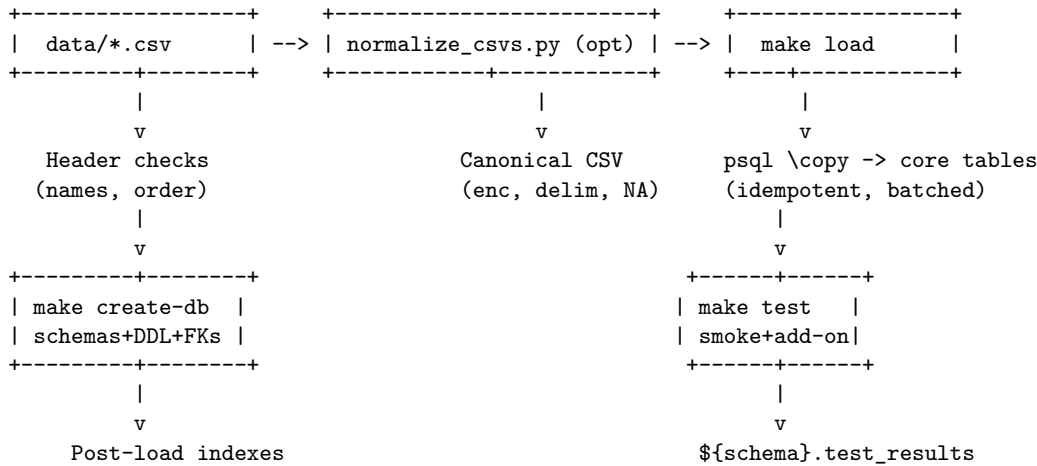 +-----------------+     +-------------------------+     +-----------------+
|  data/*.csv     | --> | normalize_csvs.py (opt) | --> |  make load      |
+---------+--------+     +------------+------------+     +----+------------+
          |                              |                    |
          v                              v                    v
   Header checks                   Canonical CSV       psql \copy -> core tables
  (names, order)                   (enc, delim, NA)    (idempotent, batched)
          |                                                 |
          v                                                 v
+---------+--------+                                 +------+------+
| make create-db  |                                 | make test   |
| schemas+DDL+FKs |                                 | smoke+add-on|
+---------+--------+                                 +------+------+
          |                                                 |
          v                                                 v
     Post-load indexes                                ${schema}.test_results